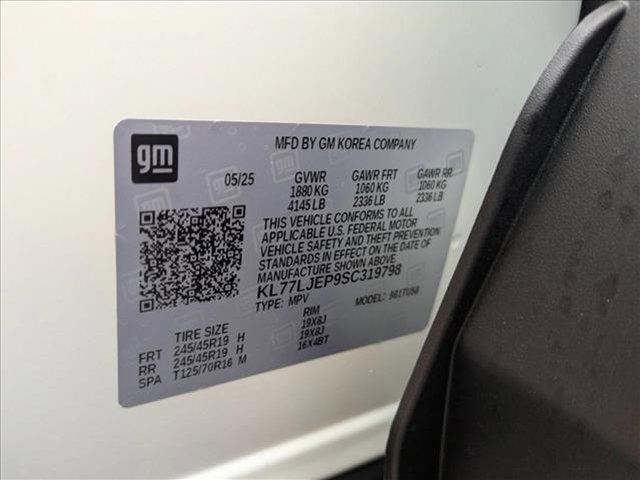 gm
MFD BY GM KOREA COMPANY
05/25 GVWR GAWR FRT GAWR RR
1880 KG 1060 KG 1060 KG
4145 LB 2336 LB 2336 LB
THIS VEHICLE CONFORMS TO ALL
APPLICABLE U.S. FEDERAL MOTOR
VEHICLE SAFETY AND THEFT PREVENTION
STANDARDS IN EFFECT ON THE DATE OF
MANUFACTURE SHOWN ABOVE.
KL77LJEP9SC319798
TYPE: MPV MODEL: 9B1TU58
TIRE SIZE RIM
FRT 245/45R19 H 19X8J
RR 245/45R19 H 19X8J
SPA T125/70R16 M 16X4BT